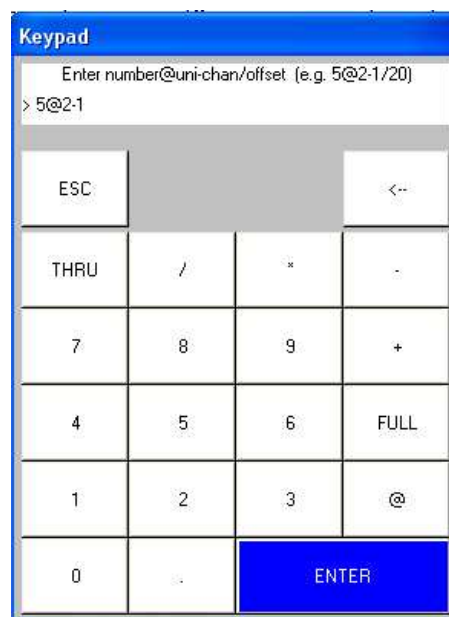 Keypad
Enter number@uni-chan/offset (e.g. 5@2-1/20)
> 5@2-1
ESC <--
THRU / * -
7 8 9 +
4 5 6 FULL
1 2 3 @
0 . ENTER